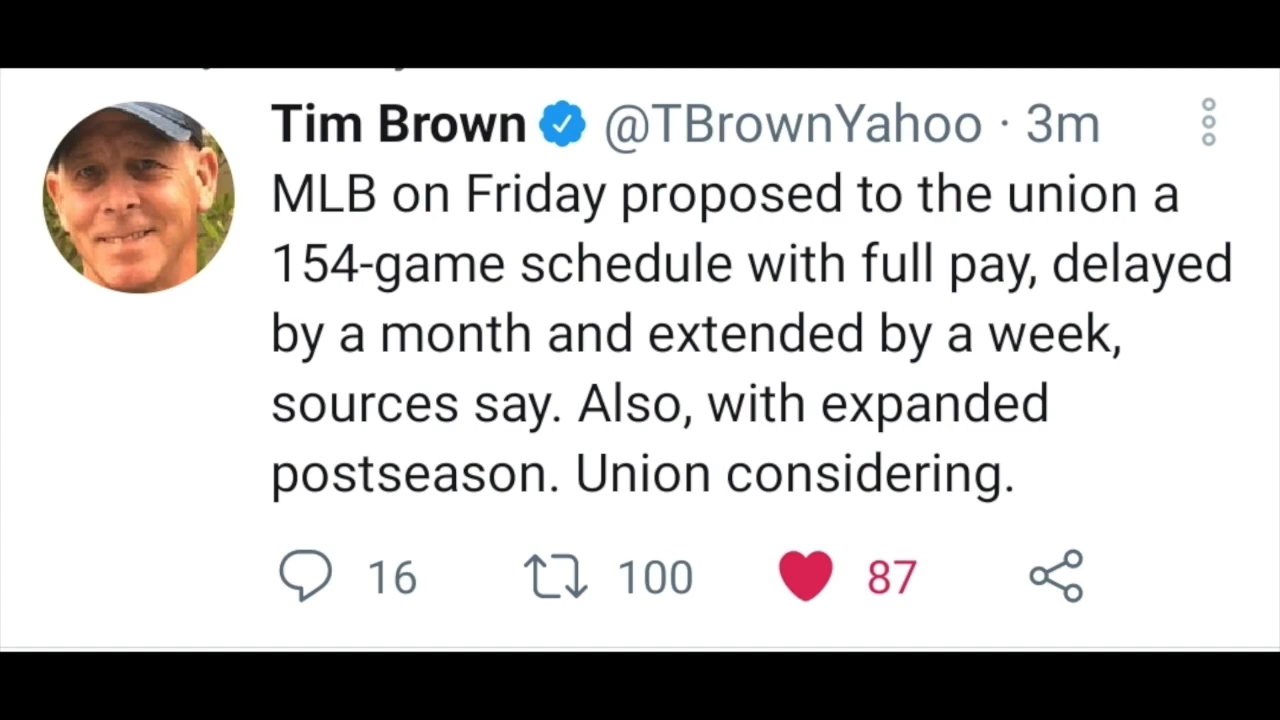 Tim Brown @TBrownYahoo · 3m
MLB on Friday proposed to the union a
154-game schedule with full pay, delayed
by a month and extended by a week,
sources say. Also, with expanded
postseason. Union considering.
16 100 87